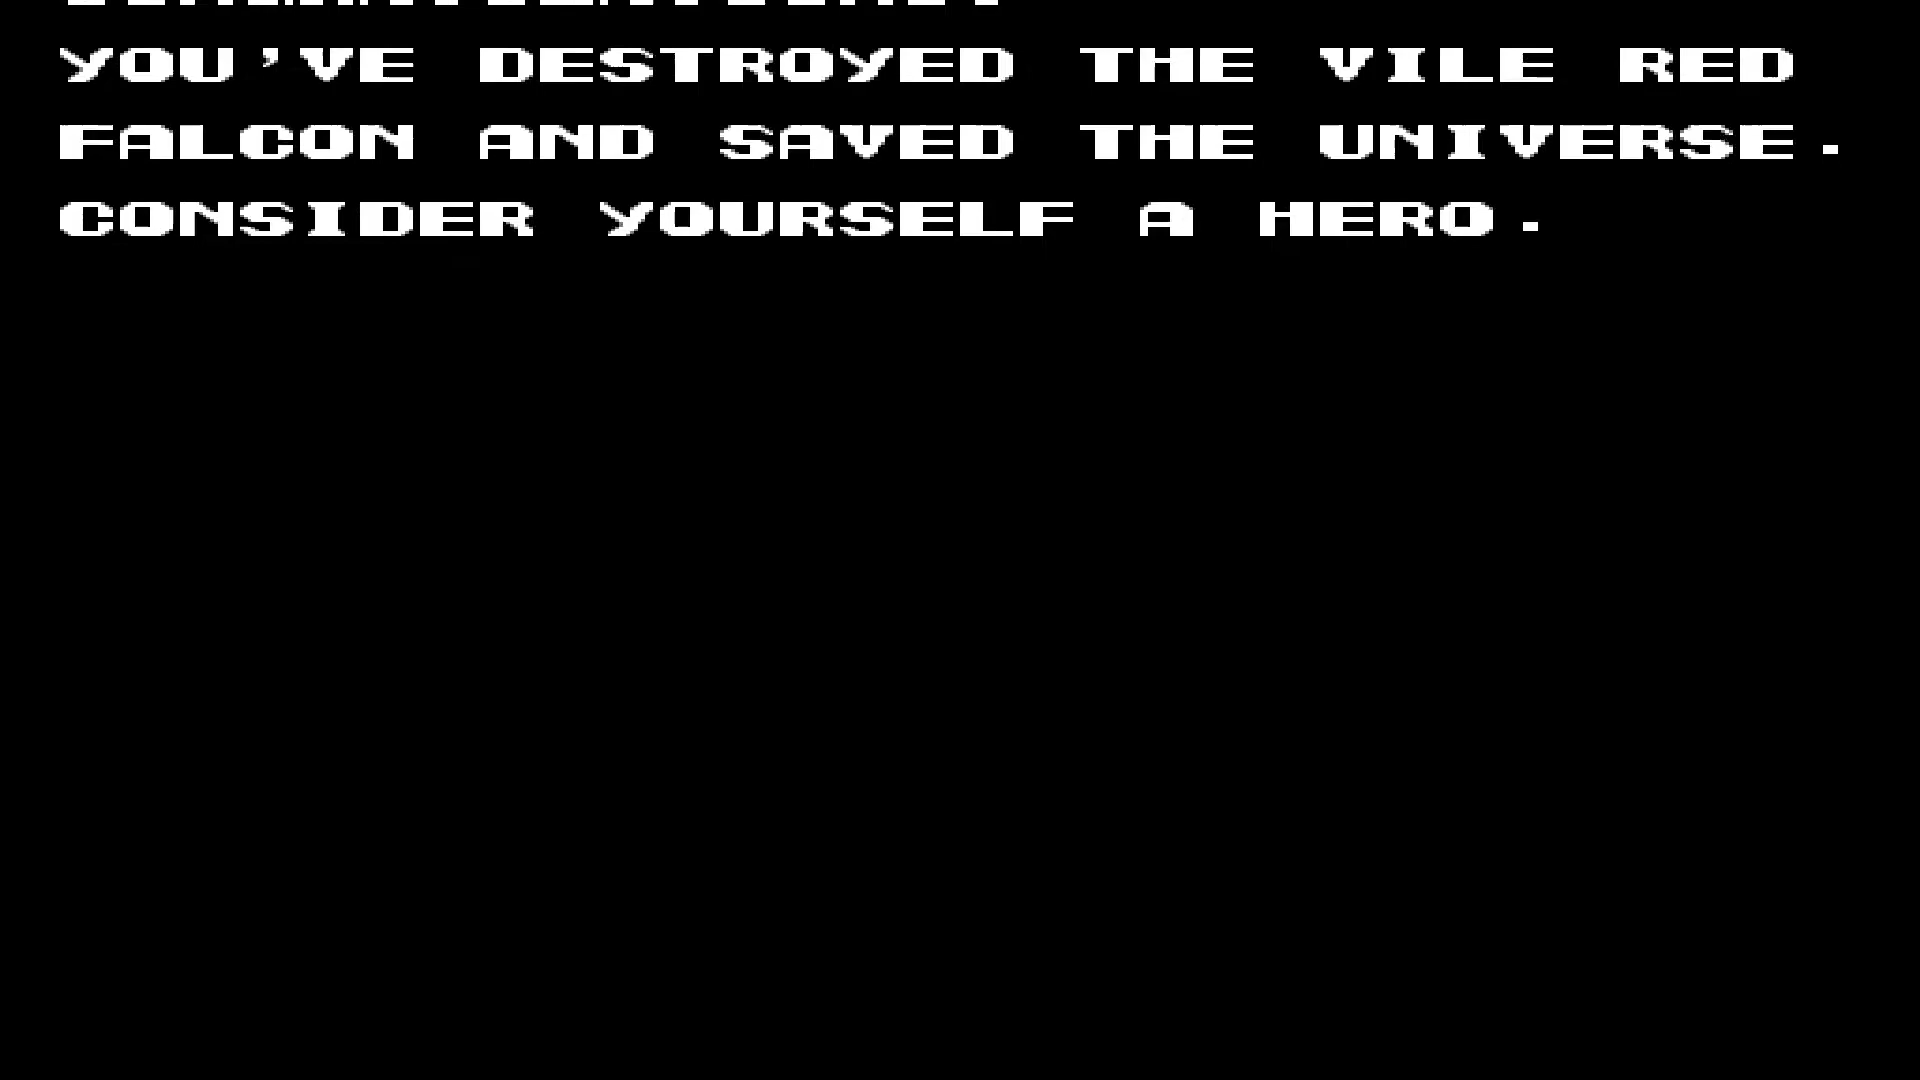 YOU'VE DESTROYED THE VILE RED
FALCON AND SAVED THE UNIVERSE.
CONSIDER YOURSELF A HERO.